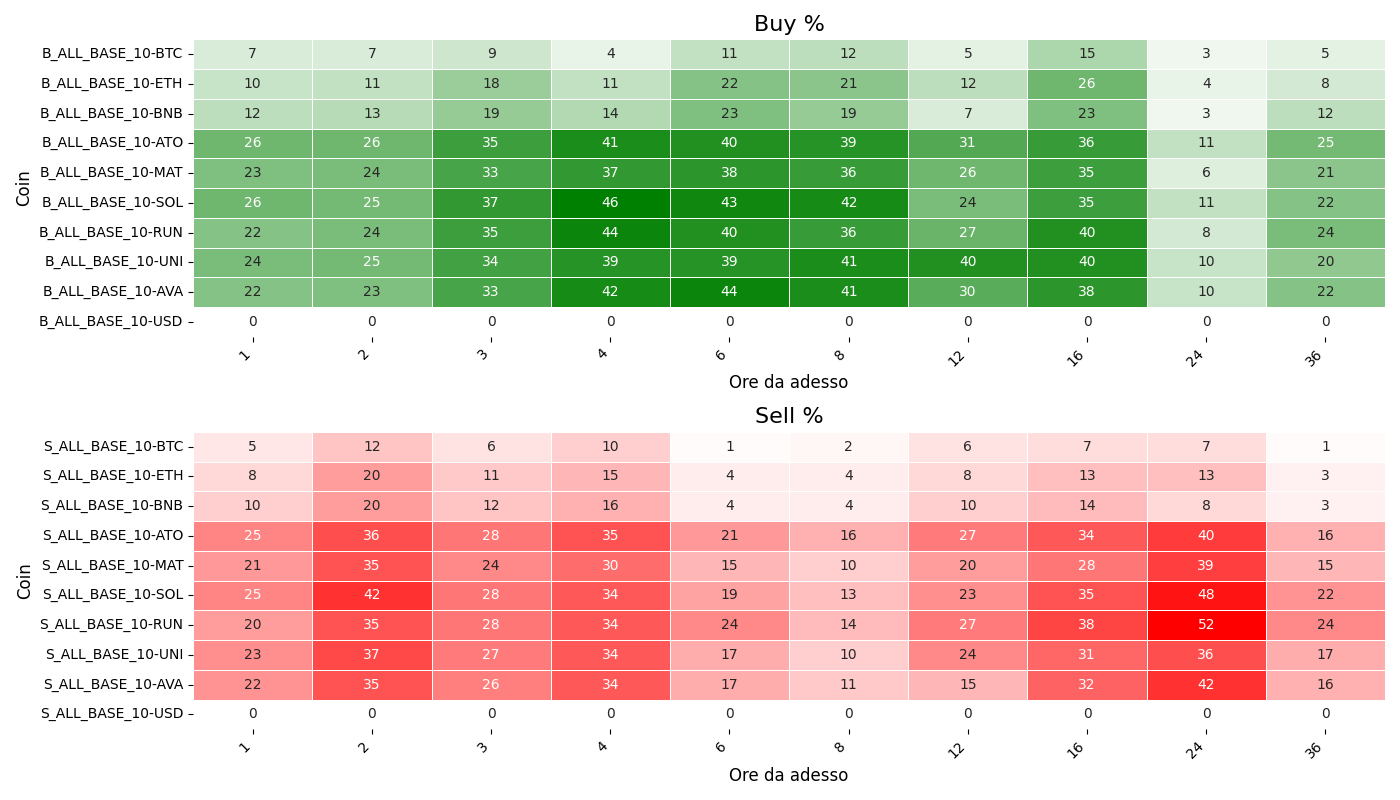 Buy %
Coin
B_ALL_BASE_10-BTC 7 7 9 4 11 12 5 15 3 5
B_ALL_BASE_10-ETH 10 11 18 11 22 21 12 26 4 8
B_ALL_BASE_10-BNB 12 13 19 14 23 19 7 23 3 12
B_ALL_BASE_10-ATO 26 26 35 41 40 39 31 36 11 25
B_ALL_BASE_10-MAT 23 24 33 37 38 36 26 35 6 21
B_ALL_BASE_10-SOL 26 25 37 46 43 42 24 35 11 22
B_ALL_BASE_10-RUN 22 24 35 44 40 36 27 40 8 24
B_ALL_BASE_10-UNI 24 25 34 39 39 41 40 40 10 20
B_ALL_BASE_10-AVA 22 23 33 42 44 41 30 38 10 22
B_ALL_BASE_10-USD 0 0 0 0 0 0 0 0 0 0
1 2 3 4 6 8 12 16 24 36
Ore da adesso
Sell %
Coin
S_ALL_BASE_10-BTC 5 12 6 10 1 2 6 7 7 1
S_ALL_BASE_10-ETH 8 20 11 15 4 4 8 13 13 3
S_ALL_BASE_10-BNB 10 20 12 16 4 4 10 14 8 3
S_ALL_BASE_10-ATO 25 36 28 35 21 16 27 34 40 16
S_ALL_BASE_10-MAT 21 35 24 30 15 10 20 28 39 15
S_ALL_BASE_10-SOL 25 42 28 34 19 13 23 35 48 22
S_ALL_BASE_10-RUN 20 35 28 34 24 14 27 38 52 24
S_ALL_BASE_10-UNI 23 37 27 34 17 10 24 31 36 17
S_ALL_BASE_10-AVA 22 35 26 34 17 11 15 32 42 16
S_ALL_BASE_10-USD 0 0 0 0 0 0 0 0 0 0
1 2 3 4 6 8 12 16 24 36
Ore da adesso